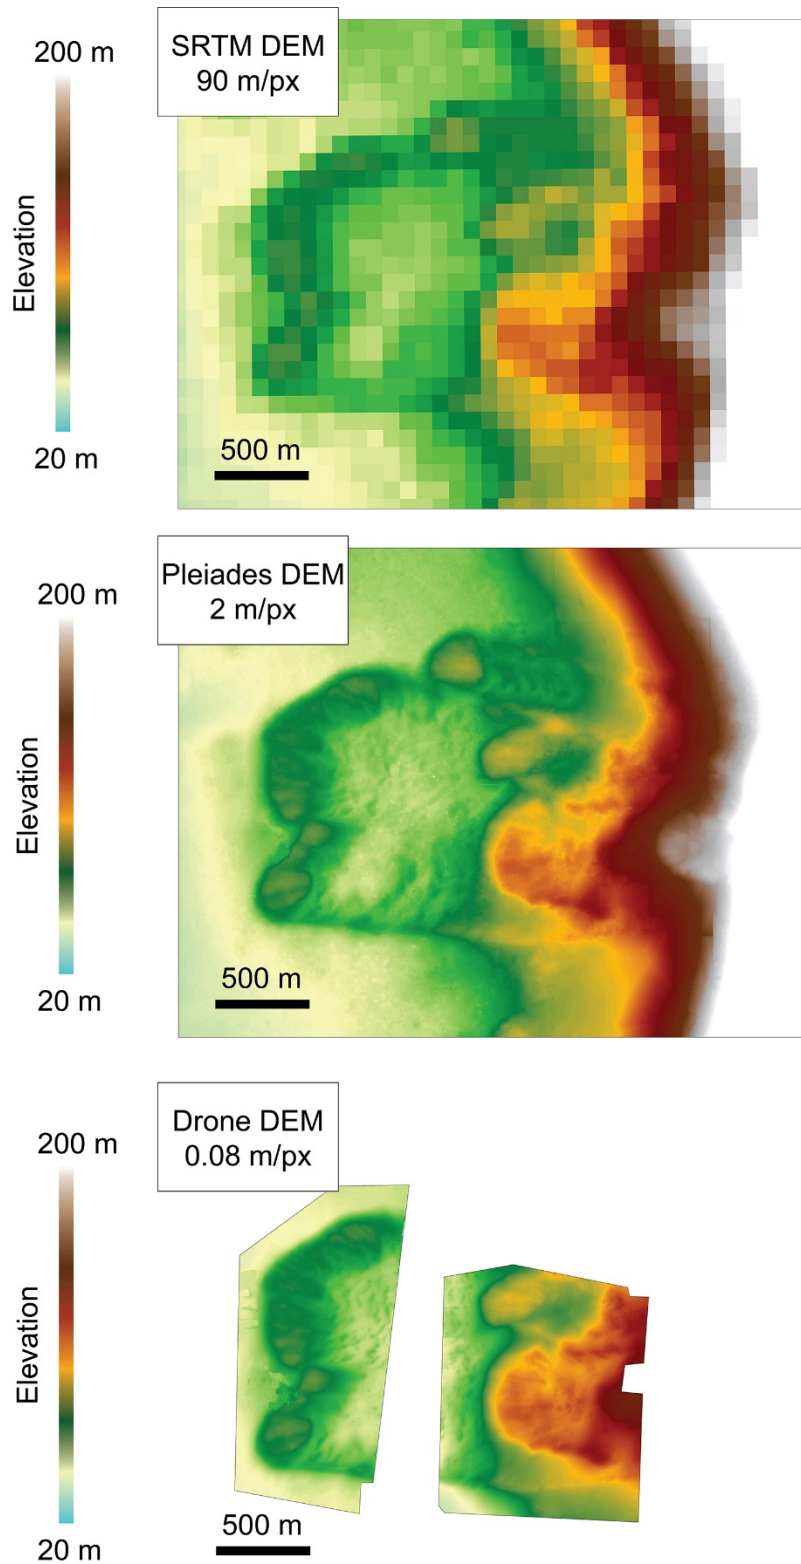 SRTM DEM
90 m/px
200 m
Elevation
20 m
500 m
Pleiades DEM
2 m/px
200 m
Elevation
20 m
500 m
Drone DEM
0.08 m/px
200 m
Elevation
20 m
500 m